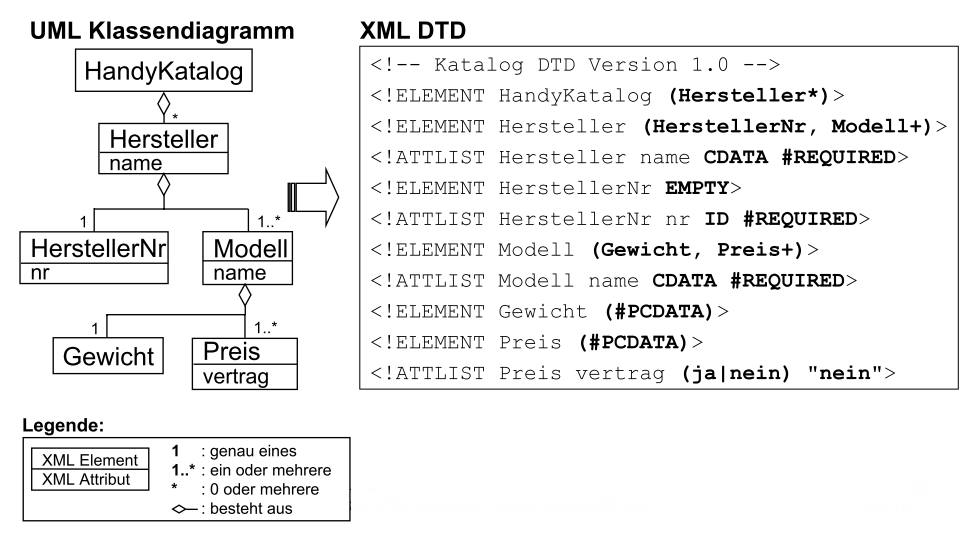 UML Klassendiagramm
HandyKatalog
*
Hersteller
name
1
1..*
HerstellerNr
nr
Modell
name
1
1..*
Gewicht
Preis
vertrag
XML DTD
<!-- Katalog DTD Version 1.0 -->
<!ELEMENT HandyKatalog (Hersteller*)>
<!ELEMENT Hersteller (HerstellerNr, Modell+)>
<!ATTLIST Hersteller name CDATA #REQUIRED>
<!ELEMENT HerstellerNr EMPTY>
<!ATTLIST HerstellerNr nr ID #REQUIRED>
<!ELEMENT Modell (Gewicht, Preis+)>
<!ATTLIST Modell name CDATA #REQUIRED>
<!ELEMENT Gewicht (#PCDATA)>
<!ELEMENT Preis (#PCDATA)>
<!ATTLIST Preis vertrag (ja|nein) "nein">
Legende:
XML Element
XML Attribut
1 : genau eines
1..* : ein oder mehrere
* : 0 oder mehrere
: besteht aus